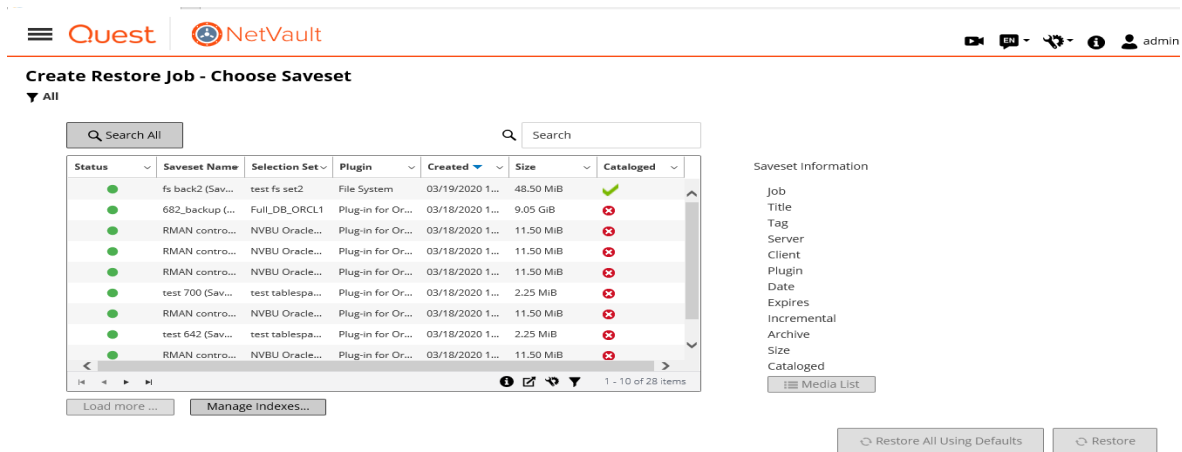 Quest NetVault
EN admin
Create Restore Job - Choose Saveset
All
Search All Search
Status Saveset Name Selection Set Plugin Created Size Cataloged
fs back2 (Sav... test fs set2 File System 03/19/2020 1... 48.50 MiB
682_backup (... Full_DB_ORCL1 Plug-in for Or... 03/18/2020 1... 9.05 GiB
RMAN contro... NVBU Oracle... Plug-in for Or... 03/18/2020 1... 11.50 MiB
RMAN contro... NVBU Oracle... Plug-in for Or... 03/18/2020 1... 11.50 MiB
RMAN contro... NVBU Oracle... Plug-in for Or... 03/18/2020 1... 11.50 MiB
test 700 (Sav... test tablespa... Plug-in for Or... 03/18/2020 1... 2.25 MiB
RMAN contro... NVBU Oracle... Plug-in for Or... 03/18/2020 1... 11.50 MiB
test 642 (Sav... test tablespa... Plug-in for Or... 03/18/2020 1... 2.25 MiB
RMAN contro... NVBU Oracle... Plug-in for Or... 03/18/2020 1... 11.50 MiB
1 - 10 of 28 items
Load more ... Manage Indexes...
Saveset Information
Job
Title
Tag
Server
Client
Plugin
Date
Expires
Incremental
Archive
Size
Cataloged
Media List
Restore All Using Defaults Restore